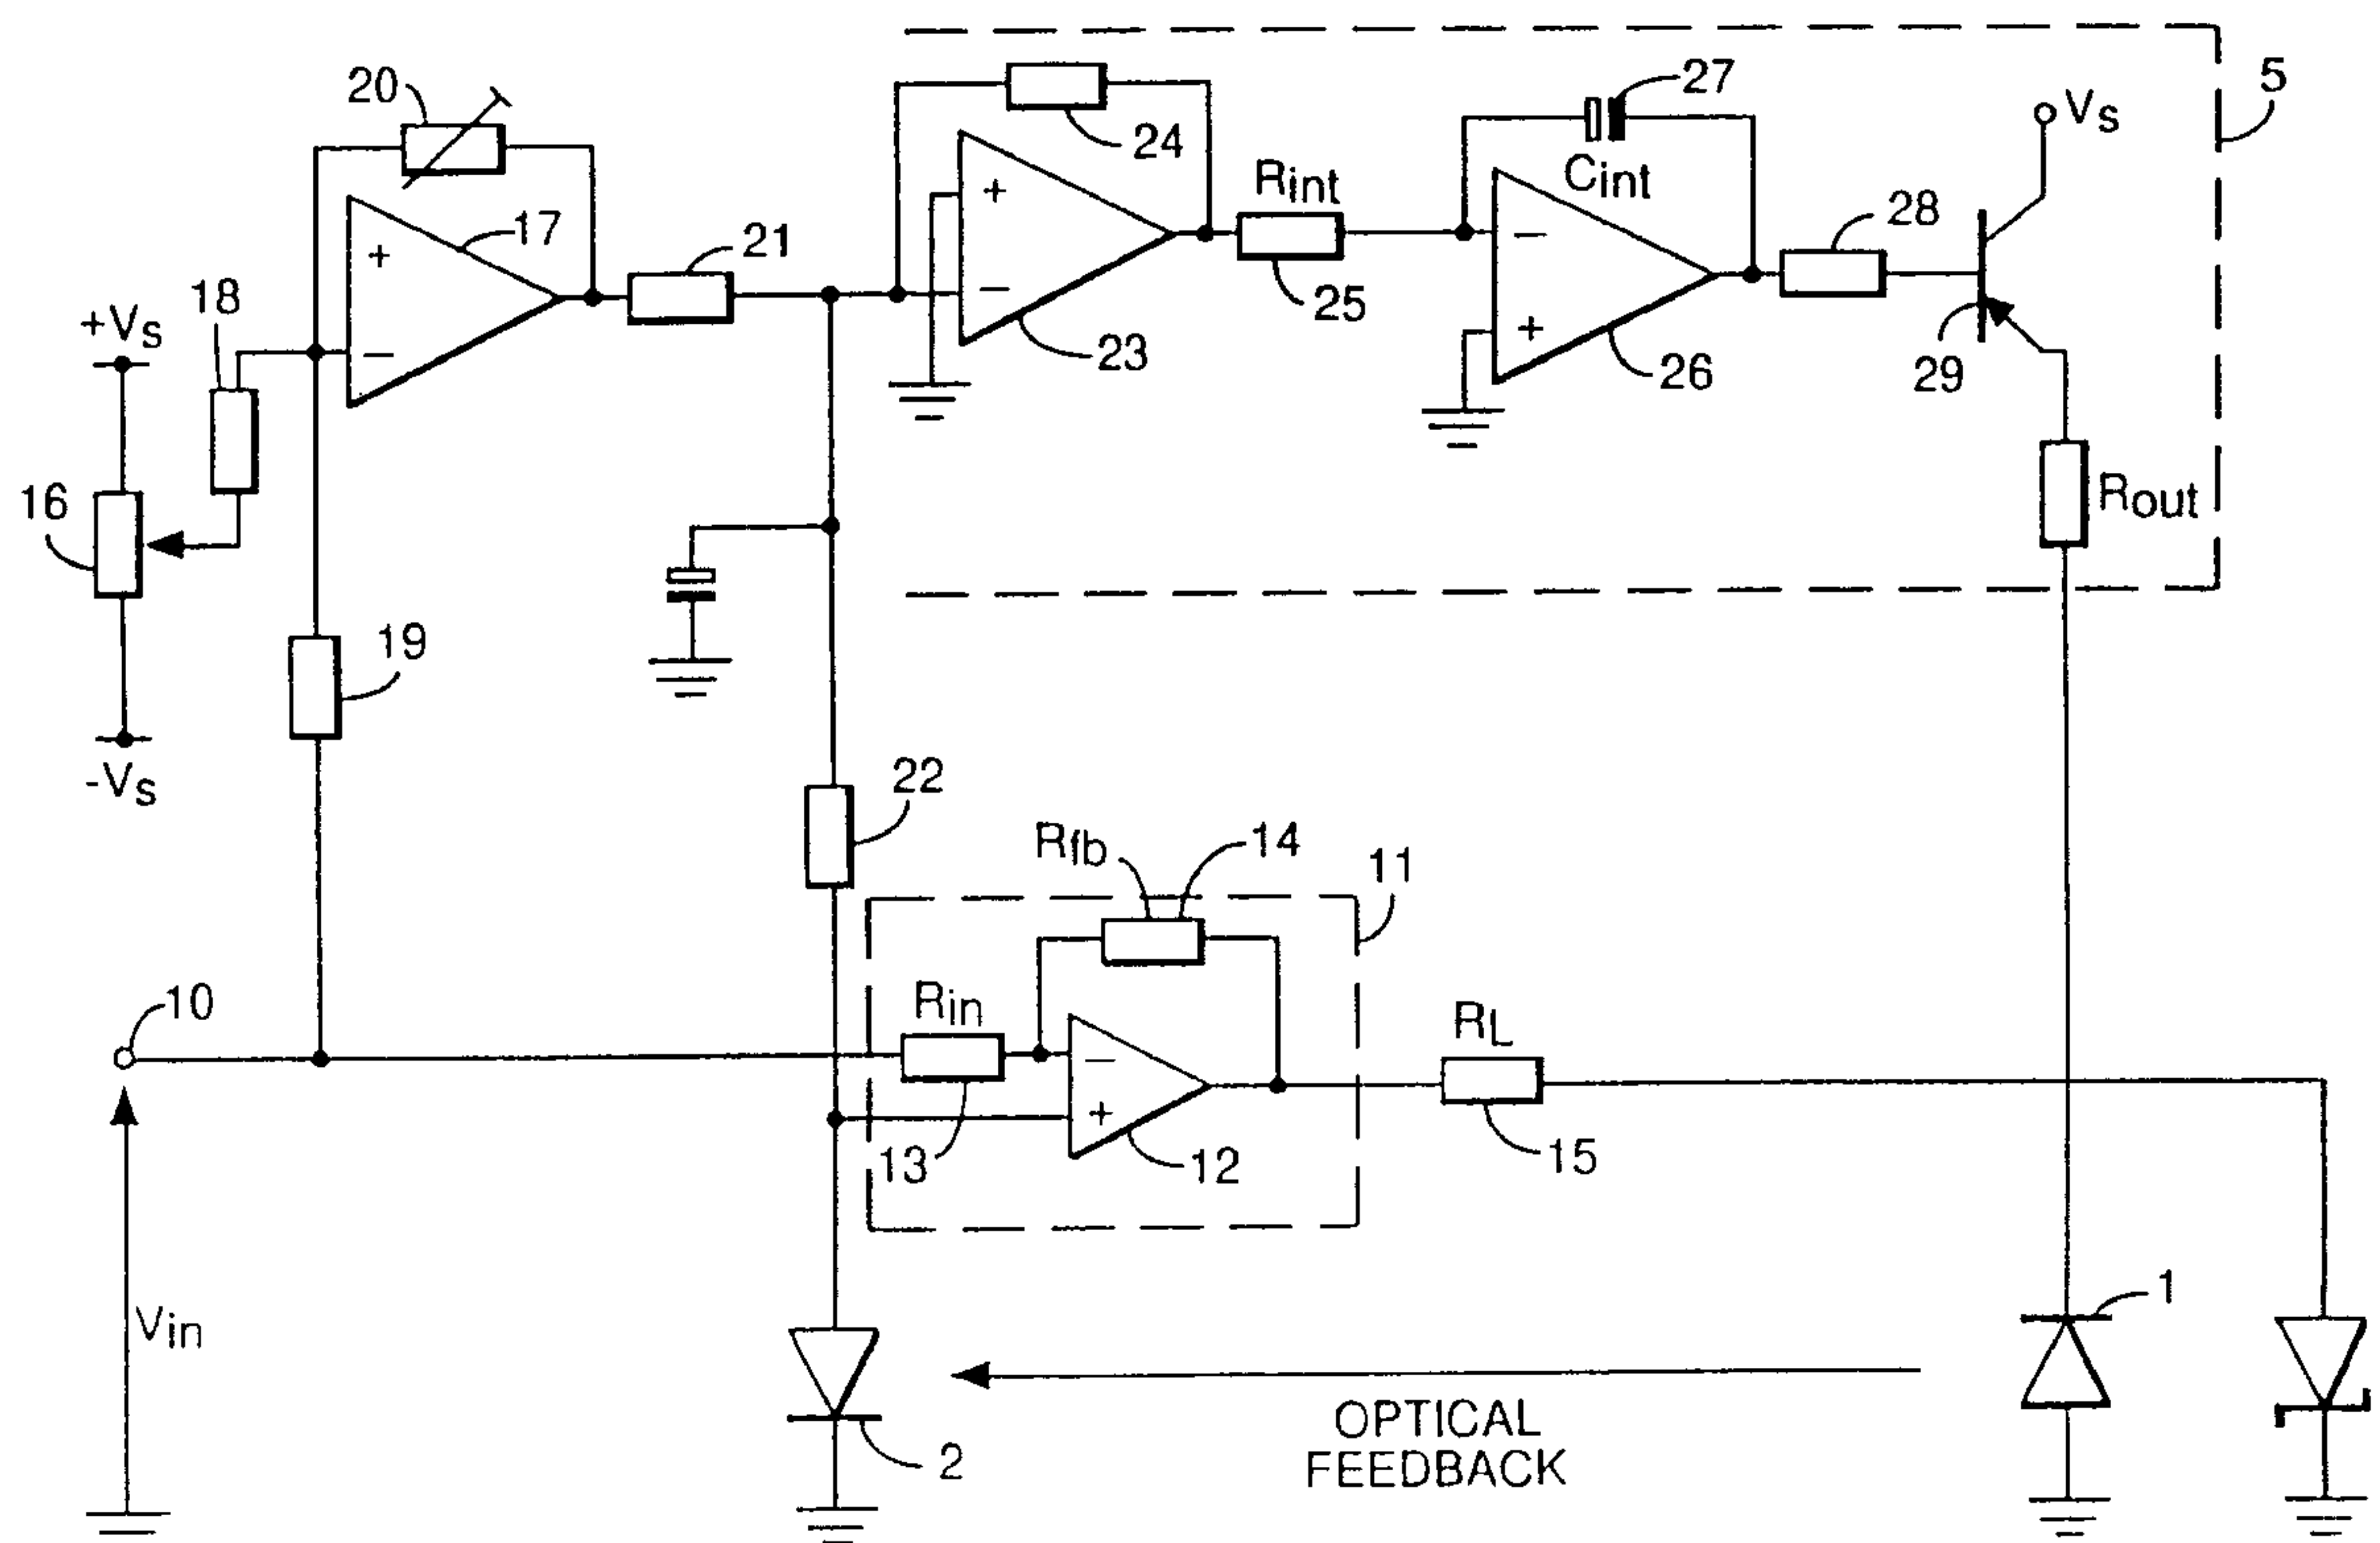 20
17
+
−
18
+Vs
16
-Vs
19
21
24
+
−
23
Rint
25
27
Cint
−
+
26
28
Vs
5
29
Rout
22
Rfb
14
11
10
Rin
−
+
13
12
RL
15
Vin
2
OPTICAL
FEEDBACK
1